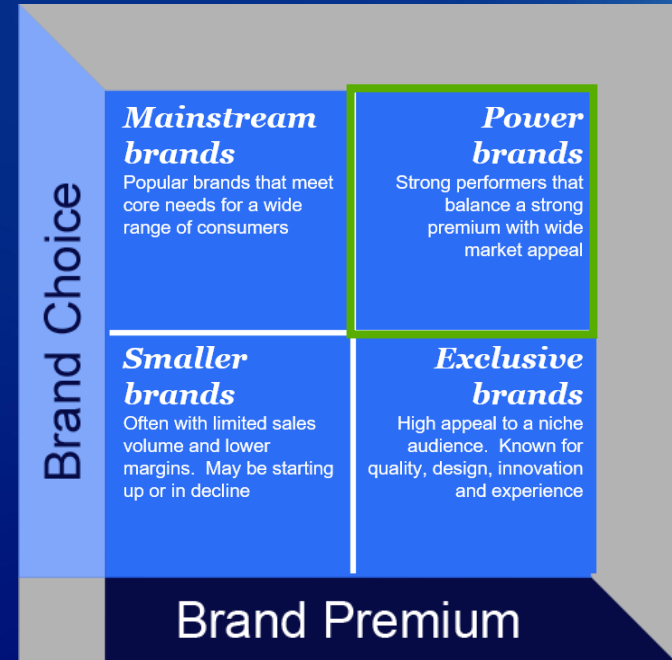 Brand Choice
Mainstream
brands
Popular brands that meet
core needs for a wide
range of consumers
Power
brands
Strong performers that
balance a strong
premium with wide
market appeal
Smaller
brands
Often with limited sales
volume and lower
margins.  May be starting
up or in decline
Exclusive
brands
High appeal to a niche
audience.  Known for
quality, design, innovation
and experience
Brand Premium